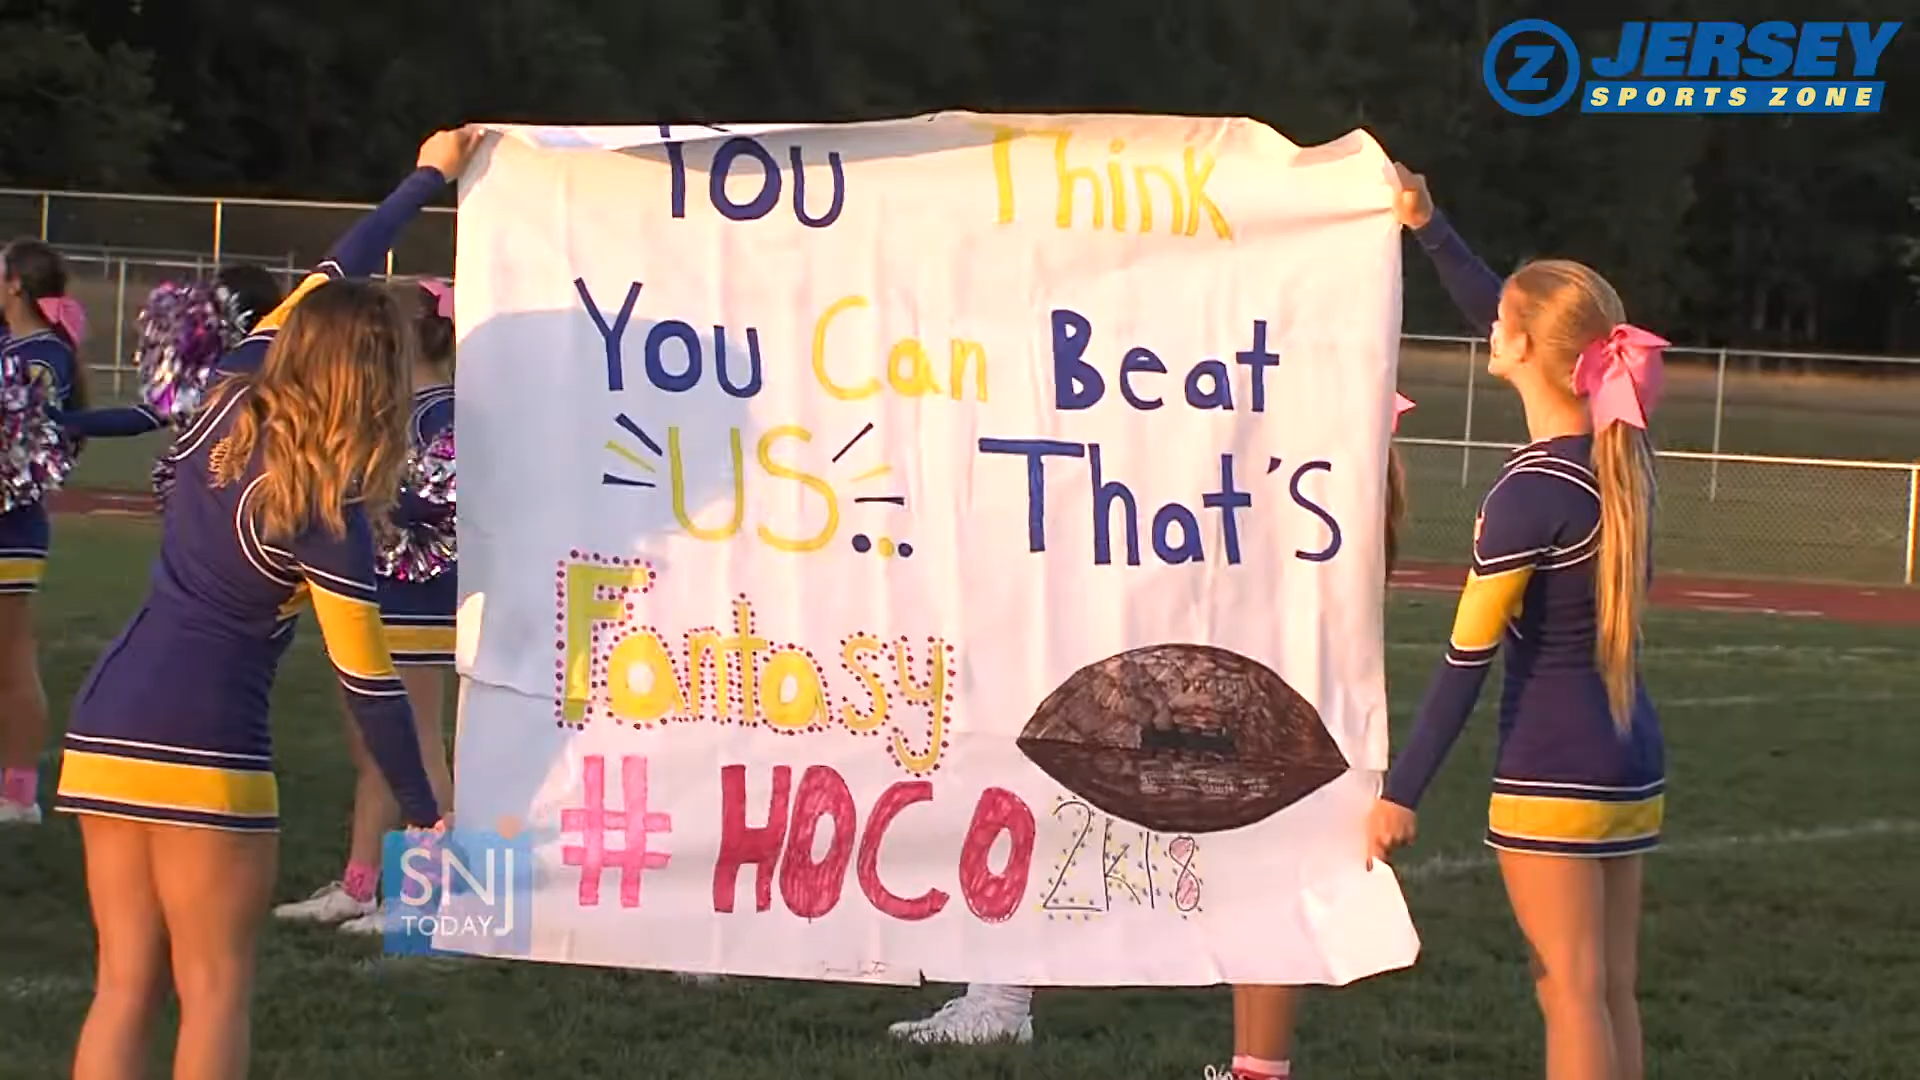 Z JERSEY
SPORTS ZONE
You Think
You Can Beat
US... That's
Fantasy
# HOCO 2K18
SNJ
TODAY